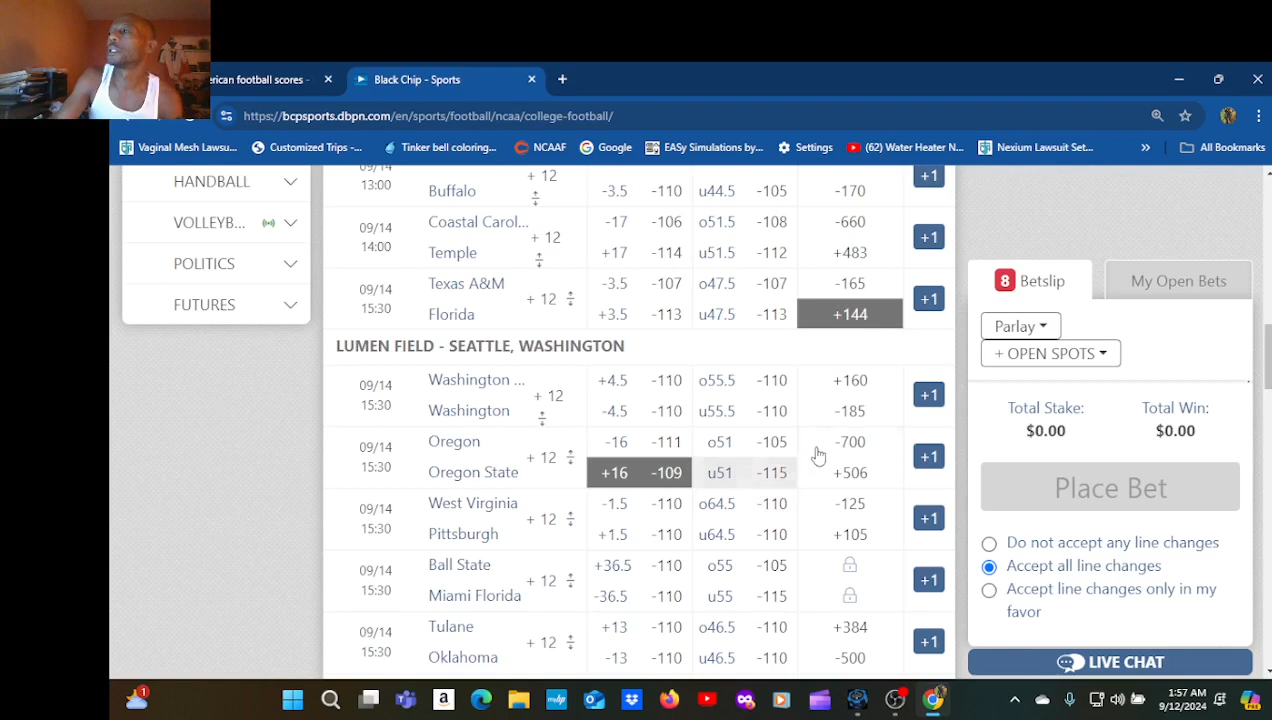 rican football scores -
Black Chip - Sports
https://bcpsports.dbpn.com/en/sports/football/ncaa/college-football/
Vaginal Mesh Lawsu... Customized Trips -... Tinker bell coloring... NCAAF Google EASy Simulations by... Settings (62) Water Heater N... Nexium Lawsuit Set... » All Bookmarks
HANDBALL
VOLLEYB...
POLITICS
FUTURES
09/14
13:00
+ 12
Buffalo -3.5 -110 u44.5 -105 -170 +1
09/14
14:00
Coastal Carol... -17 -106 o51.5 -108 -660
+ 12 +1
Temple +17 -114 u51.5 -112 +483
09/14
15:30
Texas A&M -3.5 -107 o47.5 -107 -165
+ 12 +1
Florida +3.5 -113 u47.5 -113 +144
LUMEN FIELD - SEATTLE, WASHINGTON
09/14
15:30
Washington ... +4.5 -110 o55.5 -110 +160
+ 12 +1
Washington -4.5 -110 u55.5 -110 -185
09/14
15:30
Oregon -16 -111 o51 -105 -700
+ 12 +1
Oregon State +16 -109 u51 -115 +506
09/14
15:30
West Virginia -1.5 -110 o64.5 -110 -125
+ 12 +1
Pittsburgh +1.5 -110 u64.5 -110 +105
09/14
15:30
Ball State +36.5 -110 o55 -105
+ 12 +1
Miami Florida -36.5 -110 u55 -115
09/14
15:30
Tulane +13 -110 o46.5 -110 +384
+ 12 +1
Oklahoma -13 -110 u46.5 -110 -500
8 Betslip
My Open Bets
Parlay
+ OPEN SPOTS
Total Stake: Total Win:
$0.00 $0.00
Place Bet
Do not accept any line changes
Accept all line changes
Accept line changes only in my
favor
LIVE CHAT
1
1:57 AM
9/12/2024